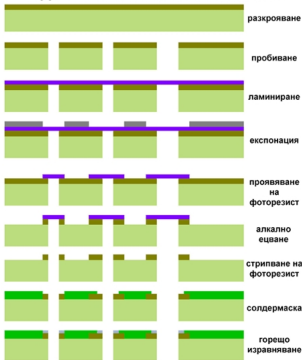 разкрояване
пробиване
ламиниране
експонация
проявяване
на
фоторезист
алкално
ецване
стрипване на
фоторезист
солдермаска
горещо
изравняване